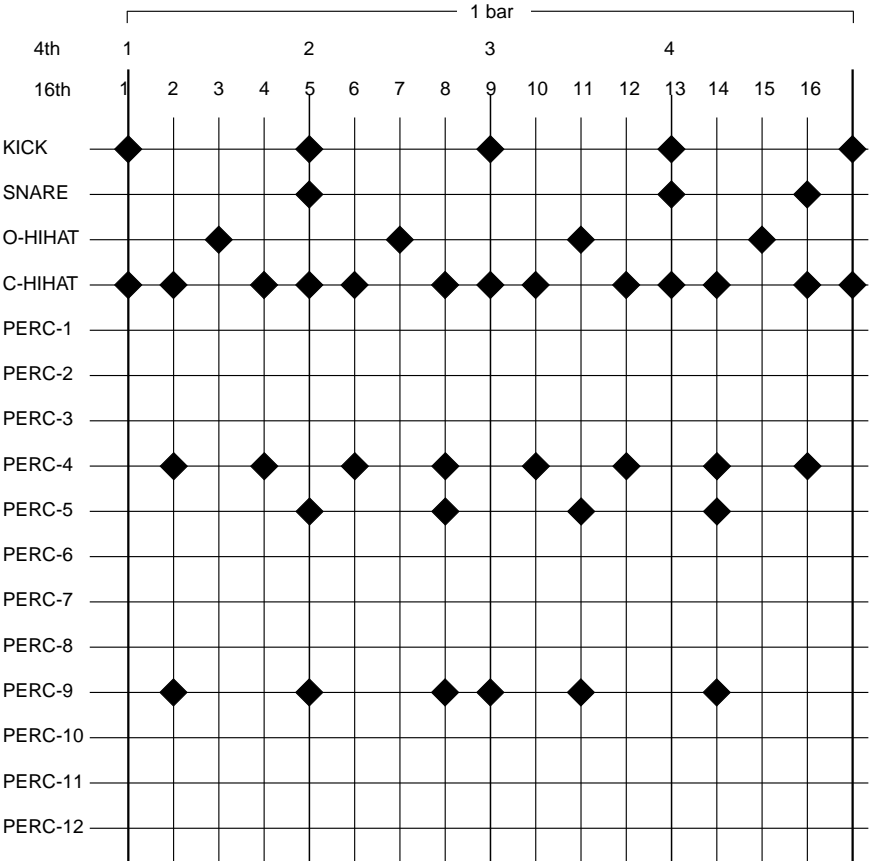 1 bar
4th 1 2 3 4
16th 1 2 3 4 5 6 7 8 9 10 11 12 13 14 15 16
KICK
SNARE
O-HIHAT
C-HIHAT
PERC-1
PERC-2
PERC-3
PERC-4
PERC-5
PERC-6
PERC-7
PERC-8
PERC-9
PERC-10
PERC-11
PERC-12